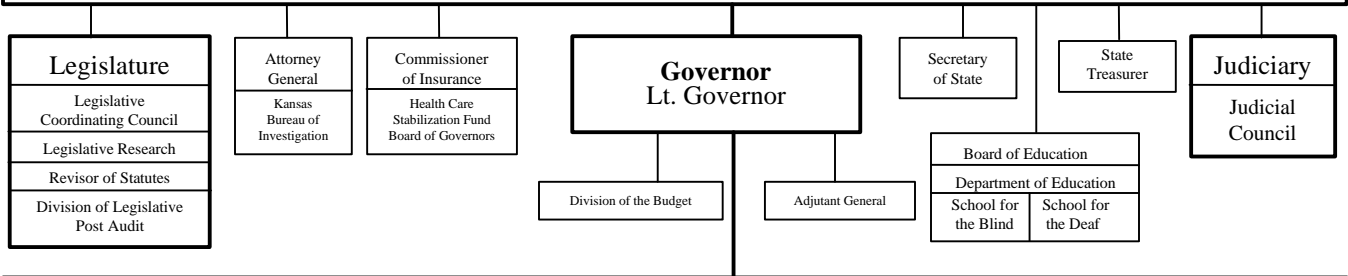 Legislature
Legislative
Coordinating Council
Legislative Research
Revisor of Statutes
Division of Legislative
Post Audit
Attorney
General
Kansas
Bureau of
Investigation
Commissioner
of Insurance
Health Care
Stabilization Fund
Board of Governors
Governor
Lt. Governor
Division of the Budget
Adjutant General
Secretary
of State
Board of Education
Department of Education
School for
the Blind
School for
the Deaf
State
Treasurer
Judiciary
Judicial
Council